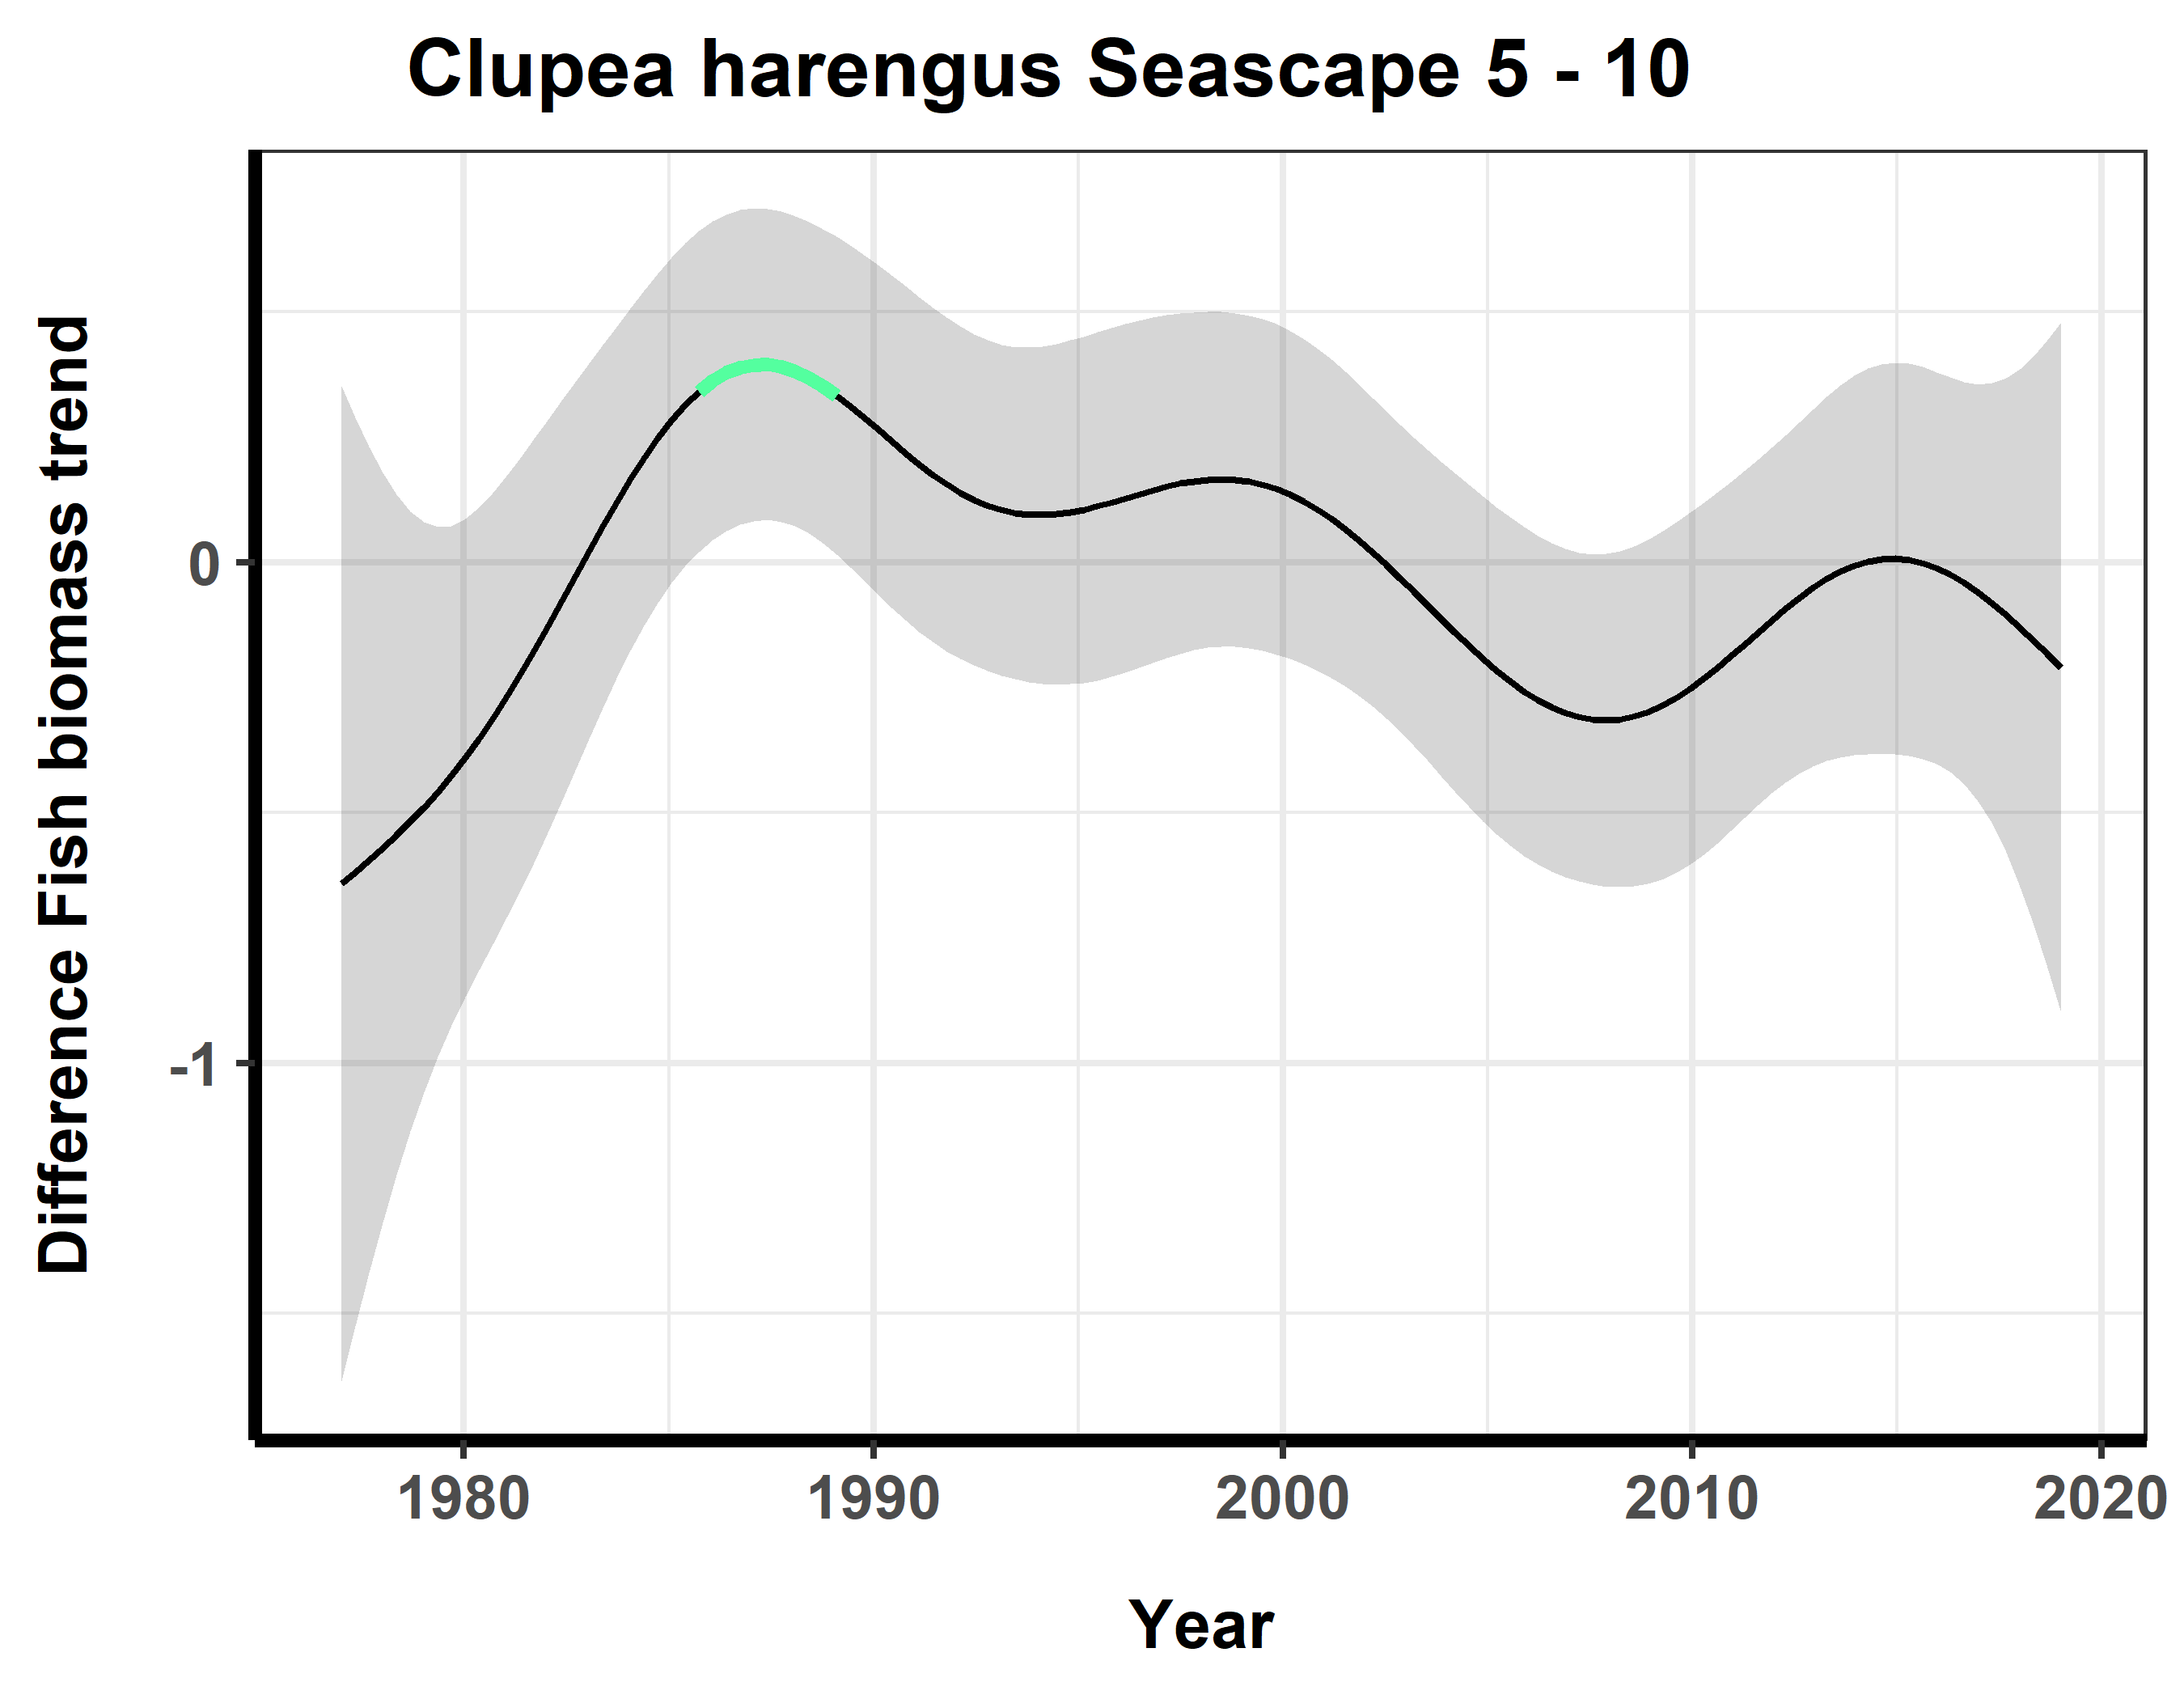 Clupea harengus Seascape 5 - 10
Difference Fish biomass trend
0
-1
1980 1990 2000 2010 2020
Year